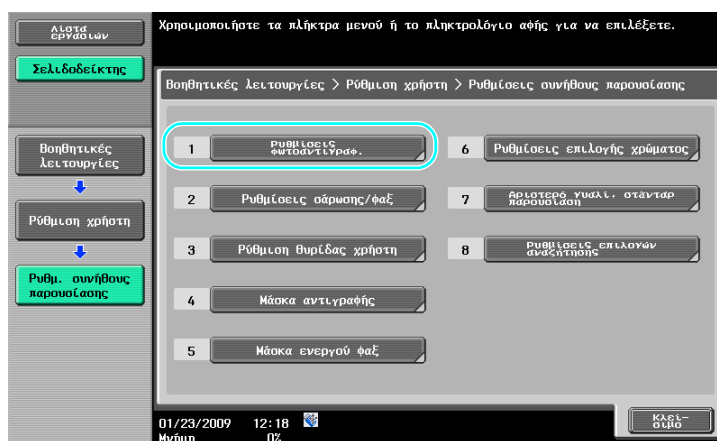 Λίστα
εργασιών
Χρησιμοποιήστε τα πλήκτρα μενού ή το πληκτρολόγιο αφής για να επιλέξετε.
Σελιδοδείκτης
Βοηθητικές λειτουργίες > Ρύθμιση χρήστη > Ρυθμίσεις συνήθους παρουσίασης
Βοηθητικές
λειτουργίες
Ρύθμιση χρήστη
Ρυθμ. συνήθους
παρουσίασης
1 Ρυθμίσεις
φωτοαντιγραφ.
2 Ρυθμίσεις σάρωσης/φαξ
3 Ρύθμιση θυρίδας χρήστη
4 Μάσκα αντιγραφής
5 Μάσκα ενεργού φαξ
6 Ρυθμίσεις επιλογής χρώματος
7 Αριστερό γυαλί, στάνταρ
παρουσίαση
8 Ρυθμίσεις επιλογών
αναζήτησης
01/23/2009 12:18
Μνήμη 0%
Κλεί-
σιμο